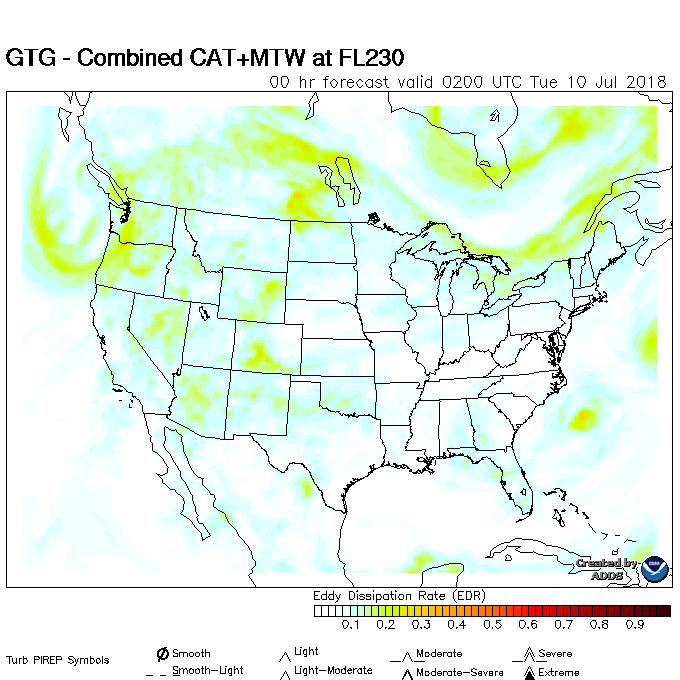 GTG - Combined CAT+MTW at FL230
00 hr forecast valid 0200 UTC Tue 10 Jul 2018
Created by
ADDS
Eddy Dissipation Rate (EDR)
0.1 0.2 0.3 0.4 0.5 0.6 0.7 0.8 0.9
Turb PIREP Symbols
Smooth Light Moderate Severe
Smooth-Light Light-Moderate Moderate-Severe Extreme